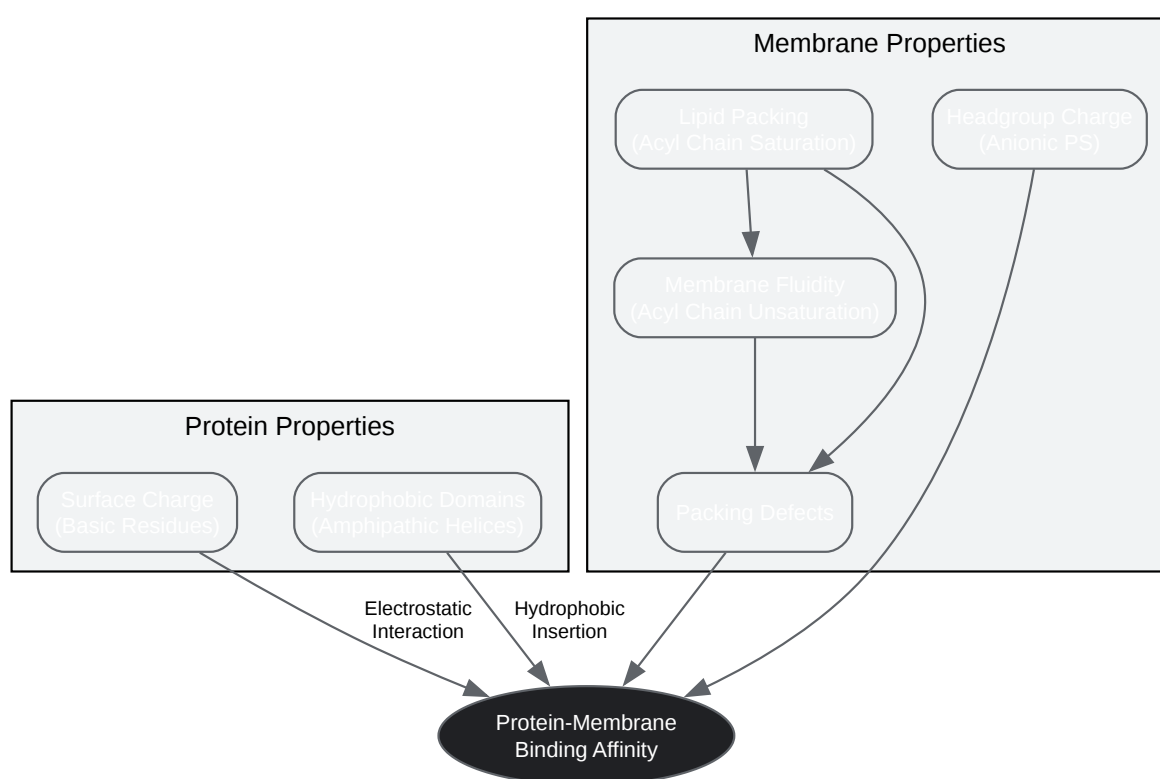 Membrane Properties
Lipid Packing
(Acyl Chain Saturation)
Headgroup Charge
(Anionic PS)
Membrane Fluidity
(Acyl Chain Unsaturation)
Protein Properties
Surface Charge
(Basic Residues)
Hydrophobic Domains
(Amphipathic Helices)
Packing Defects
Electrostatic
Interaction
Hydrophobic
Insertion
Protein-Membrane
Binding Affinity